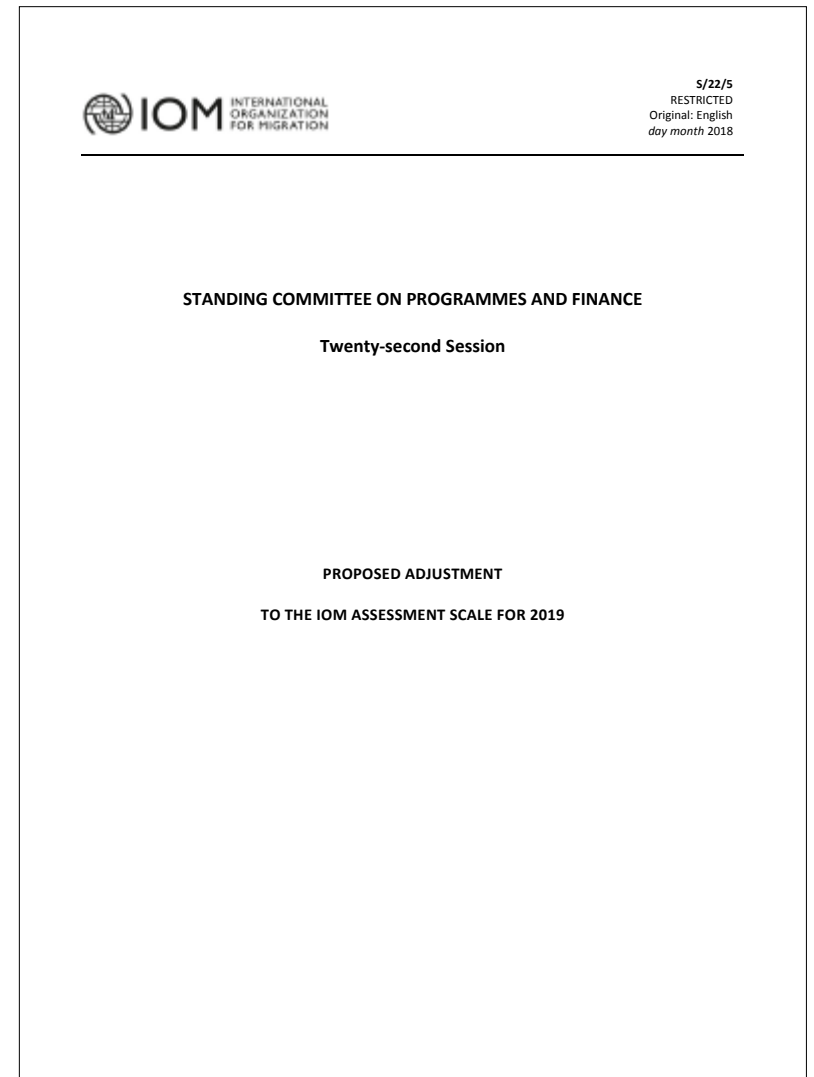 IOM INTERNATIONAL
ORGANIZATION
FOR MIGRATION
S/22/5
RESTRICTED
Original: English
day month 2018
STANDING COMMITTEE ON PROGRAMMES AND FINANCE
Twenty-second Session
PROPOSED ADJUSTMENT
TO THE IOM ASSESSMENT SCALE FOR 2019